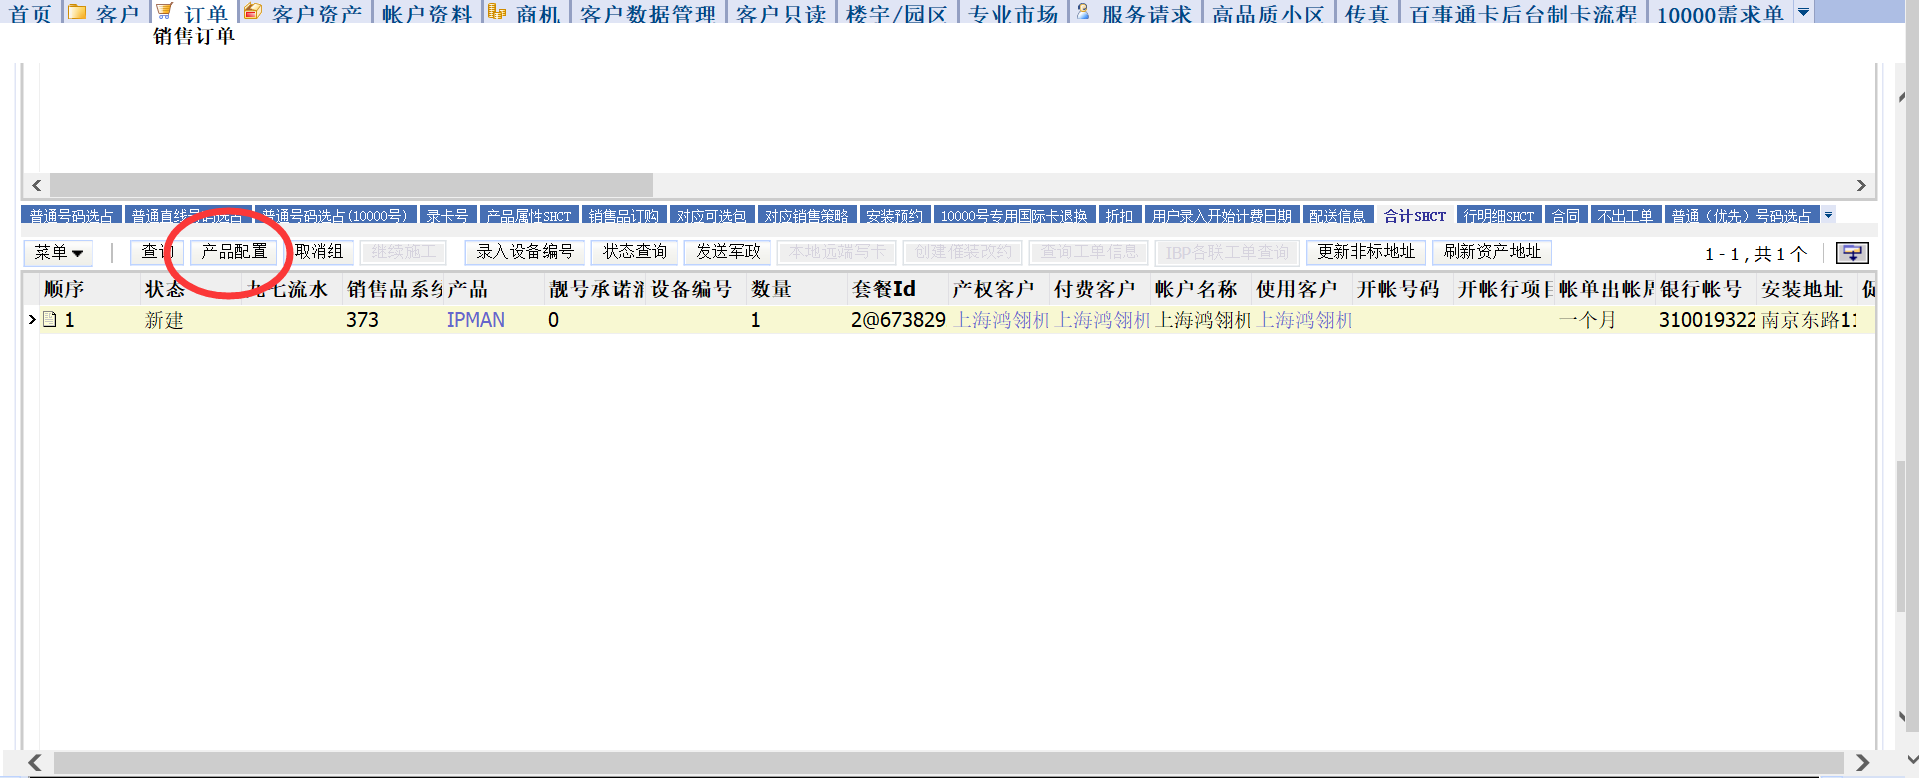 首页 客户 订单 客户资产 帐户资料 商机 客户数据管理 客户只读 楼宇/园区 专业市场 服务请求 高品质小区 传真 百事通卡后台制卡流程 10000需求单
销售订单
普通号码选占 普通直线号码选占 普通号码选占(10000号) 录卡号 产品属性SHCT 销售品订购 对应可选包 对应销售策略 安装预约 10000号专用国际卡退换 折扣 用户录入开始计费日期 配送信息 合计SHCT 行明细SHCT 合同 不出工单 普通（优先）号码选占
菜单 查询 产品配置 取消组 继续施工 录入设备编号 状态查询 发送军政 本地远端写卡 创建催装改约 查询工单信息 IBP各联工单查询 更新非标地址 刷新资产地址 1 - 1 , 共 1 个
顺序 状态 九七流水 销售品系统 产品 靓号承诺消 设备编号 数量 套餐Id 产权客户 付费客户 帐户名称 使用客户 开帐号码 开帐行项目 帐单出帐周 银行帐号 安装地址
1 新建 373 IPMAN 0 1 2@673829 上海鸿翎机 上海鸿翎机 上海鸿翎机 上海鸿翎机 一个月 310019322 南京东路11